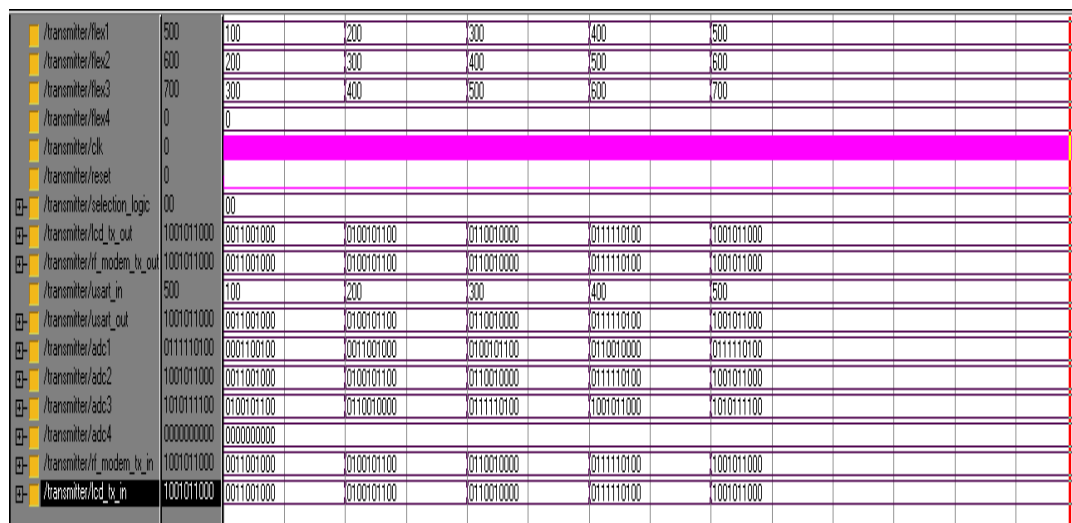 /transmitter/flex1 500 100 200 300 400 500
/transmitter/flex2 600 200 300 400 500 600
/transmitter/flex3 700 300 400 500 600 700
/transmitter/flex4 0 0
/transmitter/clk 0
/transmitter/reset 0
/transmitter/selection_logic 00 00
/transmitter/lcd_tx_out 1001011000 0011001000 0100101100 0110010000 0111110100 1001011000
/transmitter/rf_modem_tx_out 1001011000 0011001000 0100101100 0110010000 0111110100 1001011000
/transmitter/usart_in 500 100 200 300 400 500
/transmitter/usart_out 1001011000 0011001000 0100101100 0110010000 0111110100 1001011000
/transmitter/adc1 0111110100 0001100100 0011001000 0100101100 0110010000 0111110100
/transmitter/adc2 1001011000 0011001000 0100101100 0110010000 0111110100 1001011000
/transmitter/adc3 1010111100 0100101100 0110010000 0111110100 1001011000 1010111100
/transmitter/adc4 0000000000 0000000000
/transmitter/rf_modem_tx_in 1001011000 0011001000 0100101100 0110010000 0111110100 1001011000
/transmitter/lcd_tx_in 1001011000 0011001000 0100101100 0110010000 0111110100 1001011000